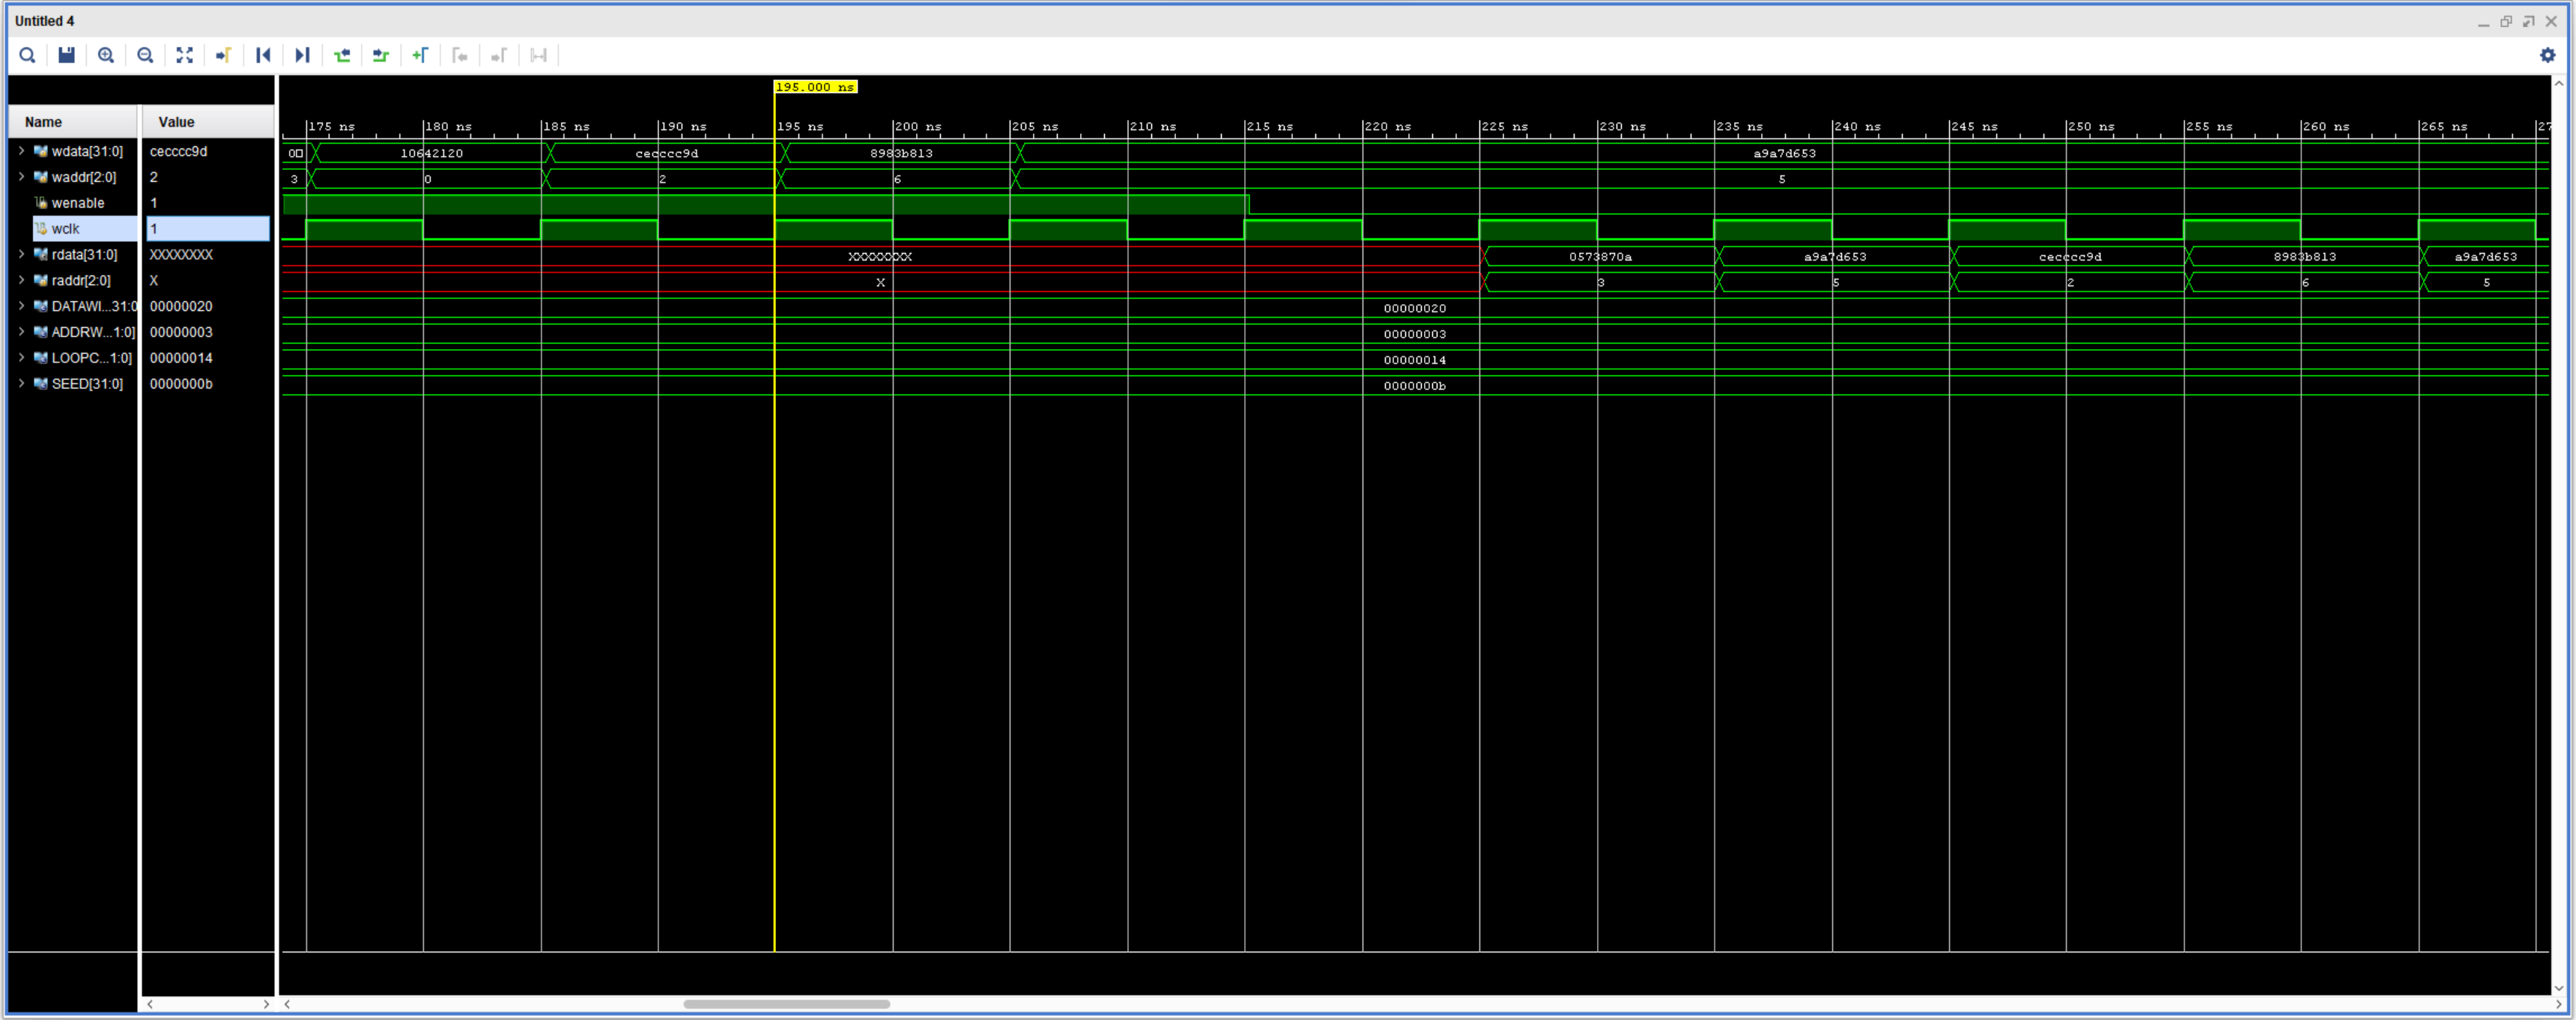 Untitled 4
195.000 ns
Name Value
175 ns 180 ns 185 ns 190 ns 195 ns 200 ns 205 ns 210 ns 215 ns 220 ns 225 ns 230 ns 235 ns 240 ns 245 ns 250 ns 255 ns 260 ns 265 ns 27
wdata[31:0] cecccc9d 0 10642120 cecccc9d 8983b813 a9a7d653
waddr[2:0] 2 3 0 2 6 5
wenable 1
wclk 1
rdata[31:0] XXXXXXXX XXXXXXXX 0573870a a9a7d653 cecccc9d 8983b813 a9a7d653
raddr[2:0] X X 3 5 2 6 5
DATAWI...31:0 00000020 00000020
ADDRW...1:0] 00000003 00000003
LOOPC...1:0] 00000014 00000014
SEED[31:0] 0000000b 0000000b